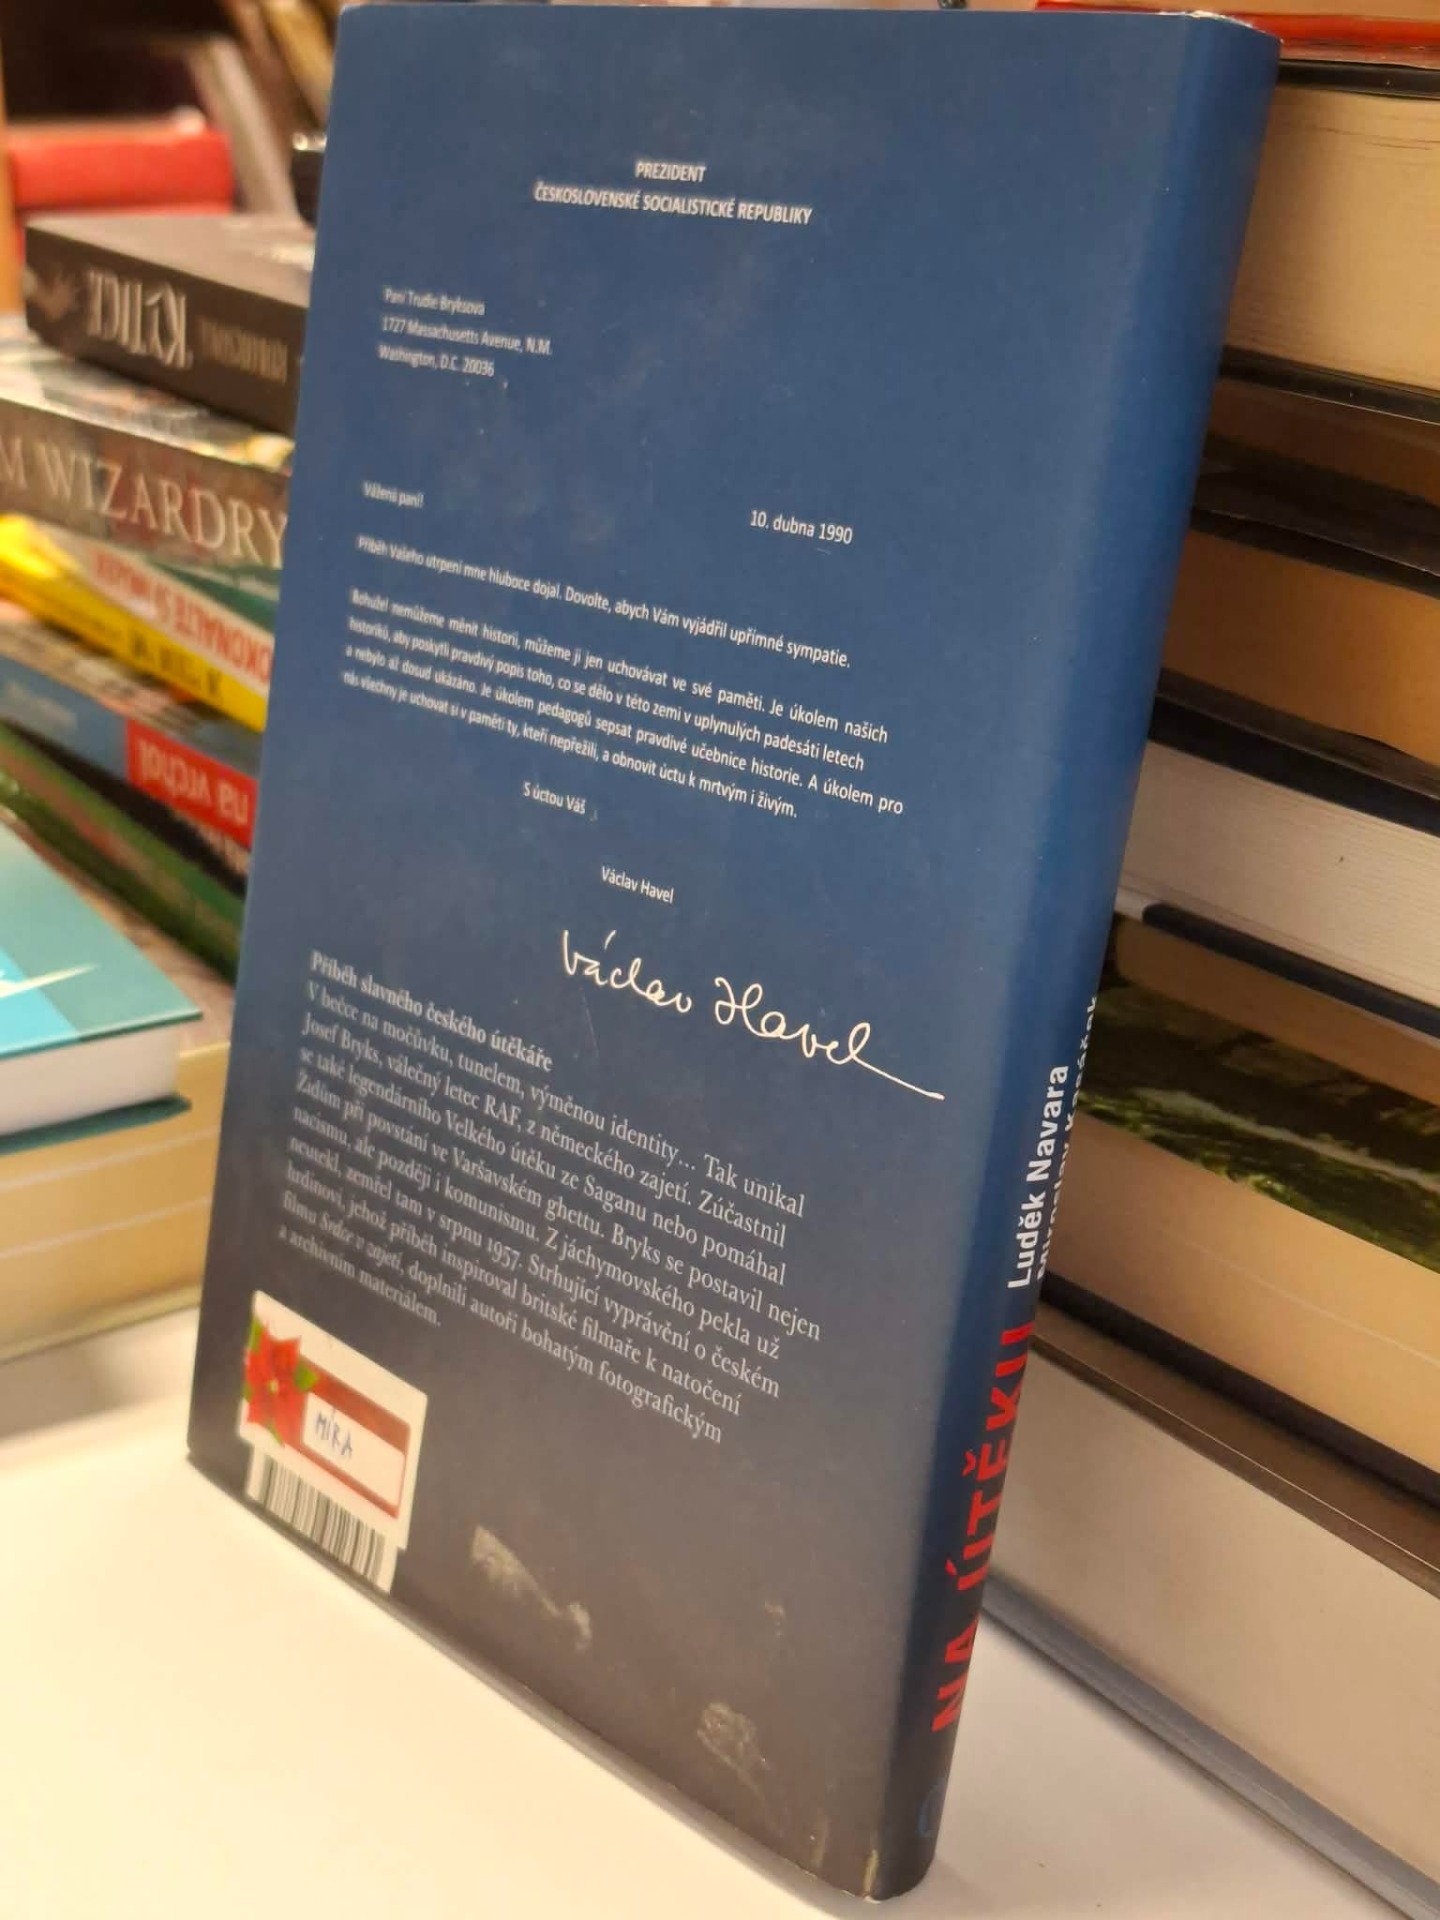 PREZIDENT
ČESKOSLOVENSKÉ SOCIALISTICKÉ REPUBLIKY
Paní Trudie Bryksova
1727 Massachusetts Avenue, N.M.
Washington, D.C. 20036
10. dubna 1990
Vážená paní!
Příběh Vašeho utrpení mne hluboce dojal. Dovolte, abych Vám vyjádřil upřímné sympatie.
Bohužel nemůžeme měnit historii, můžeme ji jen uchovávat ve své paměti. Je úkolem našich
historiků, aby poskytli pravdivý popis toho, co se dělo v této zemi v uplynulých padesáti letech
a nebylo až dosud ukázáno. Je úkolem pedagogů sepsat pravdivé učebnice historie. A úkolem pro
nás všechny je uchovat si v paměti ty, kteří nepřežili, a obnovit úctu k mrtvým i živým.
S úctou Váš
Václav Havel
Václav Havel
Příběh slavného českého útěkáře
V bečce na močůvku, tunelem, výměnou identity... Tak unikal
Josef Bryks, válečný letec RAF, z německého zajetí. Zúčastnil
se také legendárního Velkého útěku ze Saganu nebo pomáhal
Židům při povstání ve Varšavském ghettu. Bryks se postavil nejen
nacismu, ale později i komunismu. Z jáchymovského pekla už
neutekl, zemřel tam v srpnu 1957. Strhující vyprávění o českém
hrdinovi, jehož příběh inspiroval britské filmaře k natočení
filmu Srdce v zajetí, doplnili autoři bohatým fotografickým
a archivním materiálem.
MÍRA
NA ÚTĚKU
Luděk Navara
M WIZARDRY
na vrchol